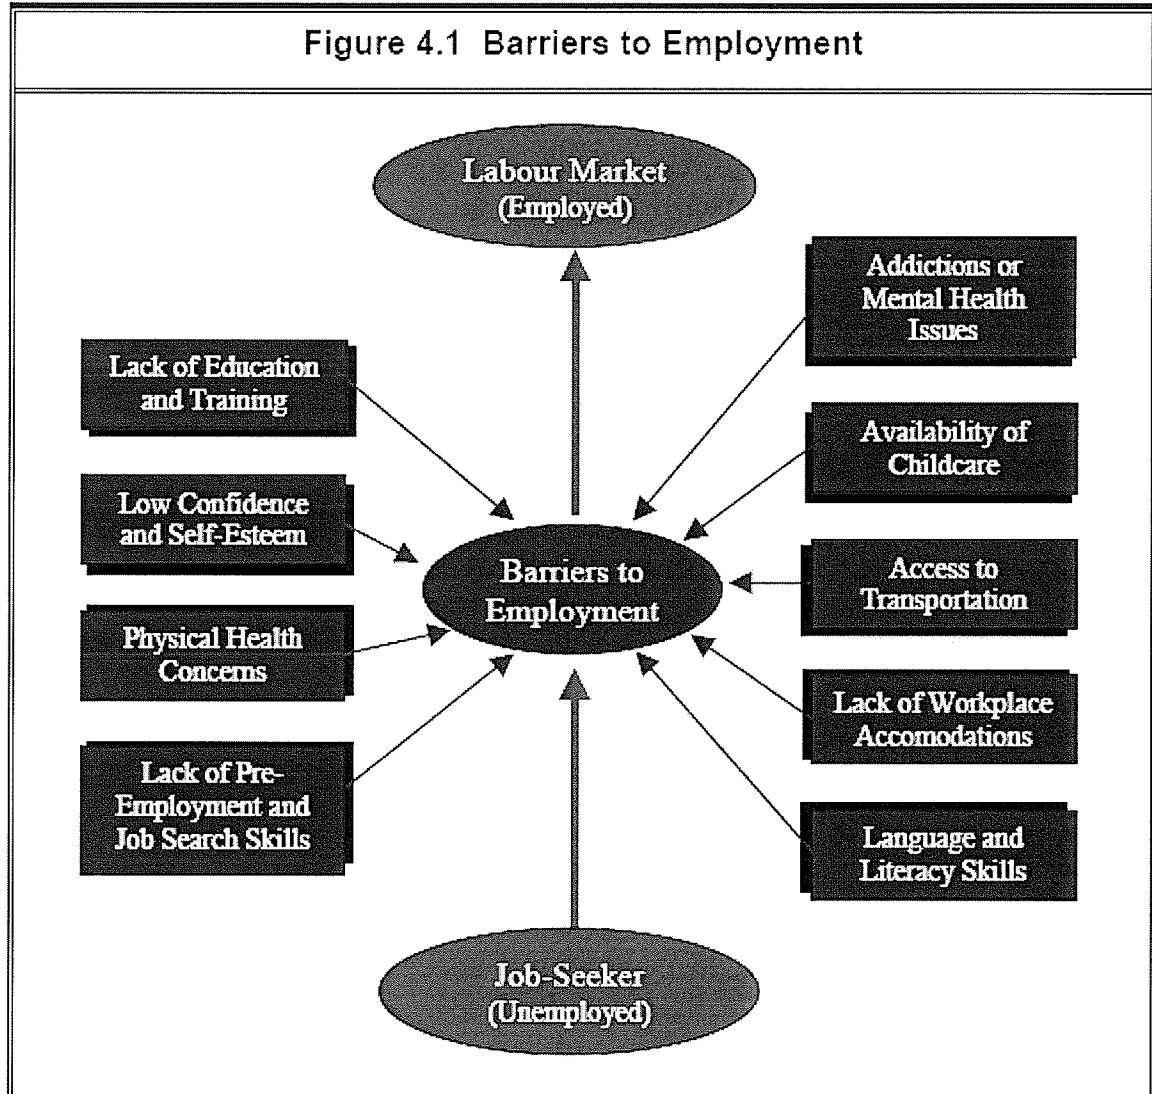 Figure 4.1 Barriers to Employment
Labour Market
(Employed)
Addictions or
Mental Health
Issues
Lack of Education
and Training
Availability of
Childcare
Low Confidence
and Self-Esteem
Barriers to
Employment
Access to
Transportation
Physical Health
Concerns
Lack of Workplace
Accomodations
Lack of Pre-
Employment and
Job Search Skills
Language and
Literacy Skills
Job-Seeker
(Unemployed)